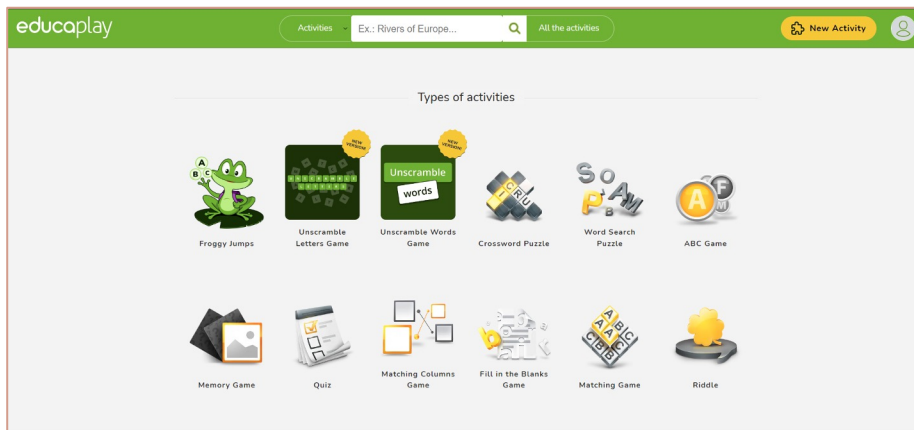 educaplay
Activities
Ex.: Rivers of Europe...
All the activities
New Activity
Types of activities
A
B
C
NEW
VERSION!
UNSCRAMBLE
LETTERS
NEW
VERSION!
Unscramble
words
Froggy Jumps
Unscramble
Letters Game
Unscramble Words
Game
Crossword Puzzle
Word Search
Puzzle
ABC Game
Memory Game
Quiz
Matching Columns
Game
Fill in the Blanks
Game
Matching Game
Riddle